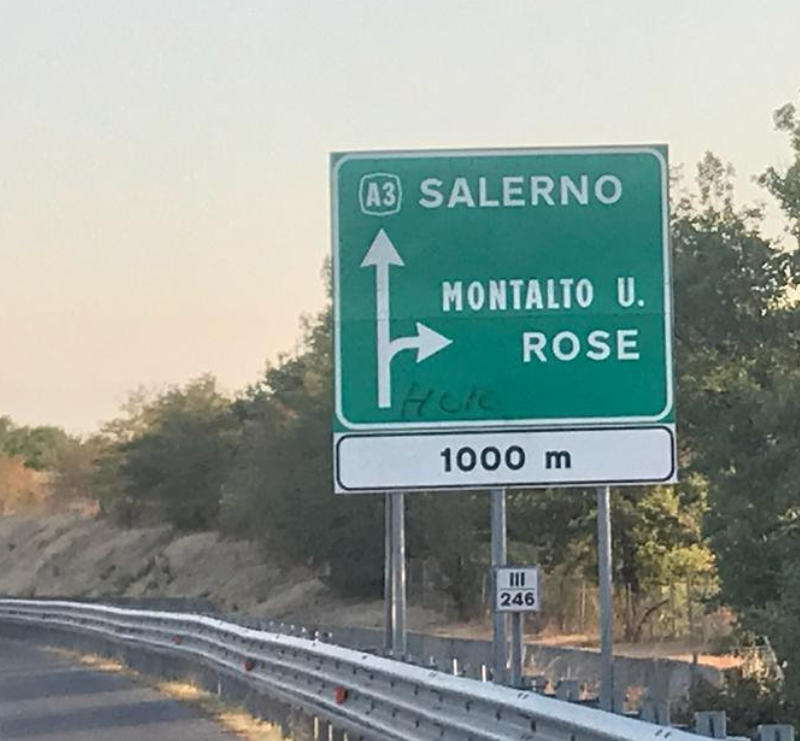 A3 SALERNO
MONTALTO U.
ROSE
1000 m
III
246